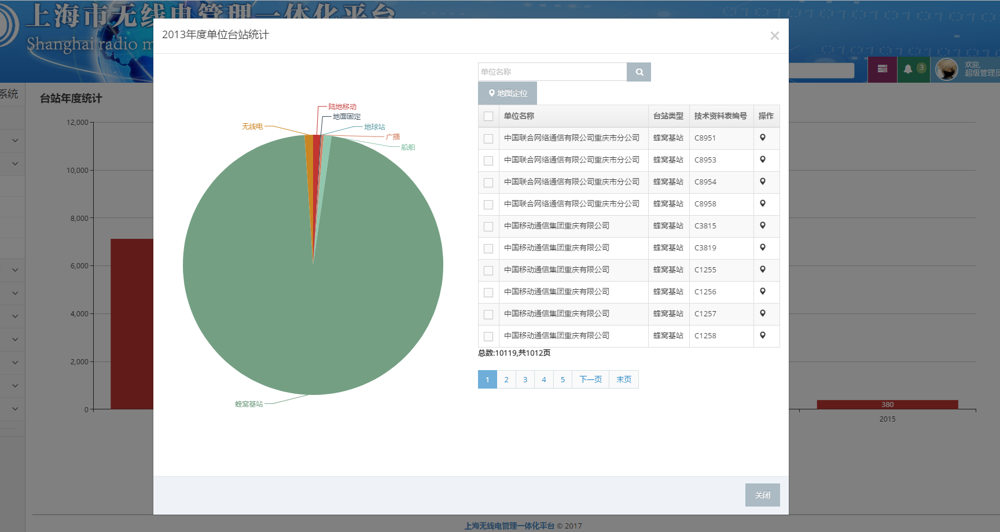 上海市无线电管理一体化平台
Shanghai radio m
欢迎,
超级管理员
3
系统
台站年度统计
12,000
10,000
8,000
6,000
4,000
2,000
0
380
2015
2013年度单位台站统计
×
陆地移动
地面固定
无线电
地球站
广播
船舶
蜂窝基站
单位名称
地图定位
单位名称 台站类型 技术资料表编号 操作
中国联合网络通信有限公司重庆市分公司 蜂窝基站 C8951
中国联合网络通信有限公司重庆市分公司 蜂窝基站 C8953
中国联合网络通信有限公司重庆市分公司 蜂窝基站 C8954
中国联合网络通信有限公司重庆市分公司 蜂窝基站 C8958
中国移动通信集团重庆有限公司 蜂窝基站 C3815
中国移动通信集团重庆有限公司 蜂窝基站 C3819
中国移动通信集团重庆有限公司 蜂窝基站 C1255
中国移动通信集团重庆有限公司 蜂窝基站 C1256
中国移动通信集团重庆有限公司 蜂窝基站 C1257
中国移动通信集团重庆有限公司 蜂窝基站 C1258
总数:10119,共1012页
1 2 3 4 5 下一页 末页
关闭
上海无线电管理一体化平台 © 2017